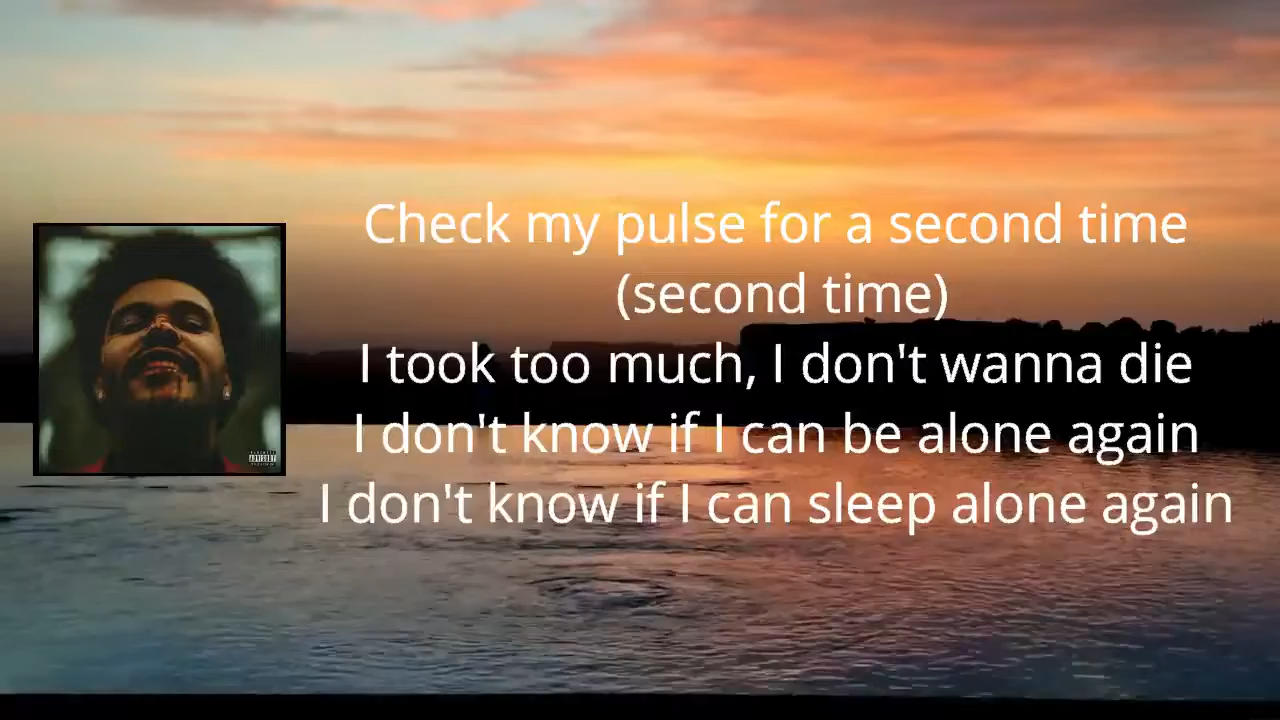 Check my pulse for a second time
(second time)
I took too much, I don't wanna die
I don't know if I can be alone again
I don't know if I can sleep alone again